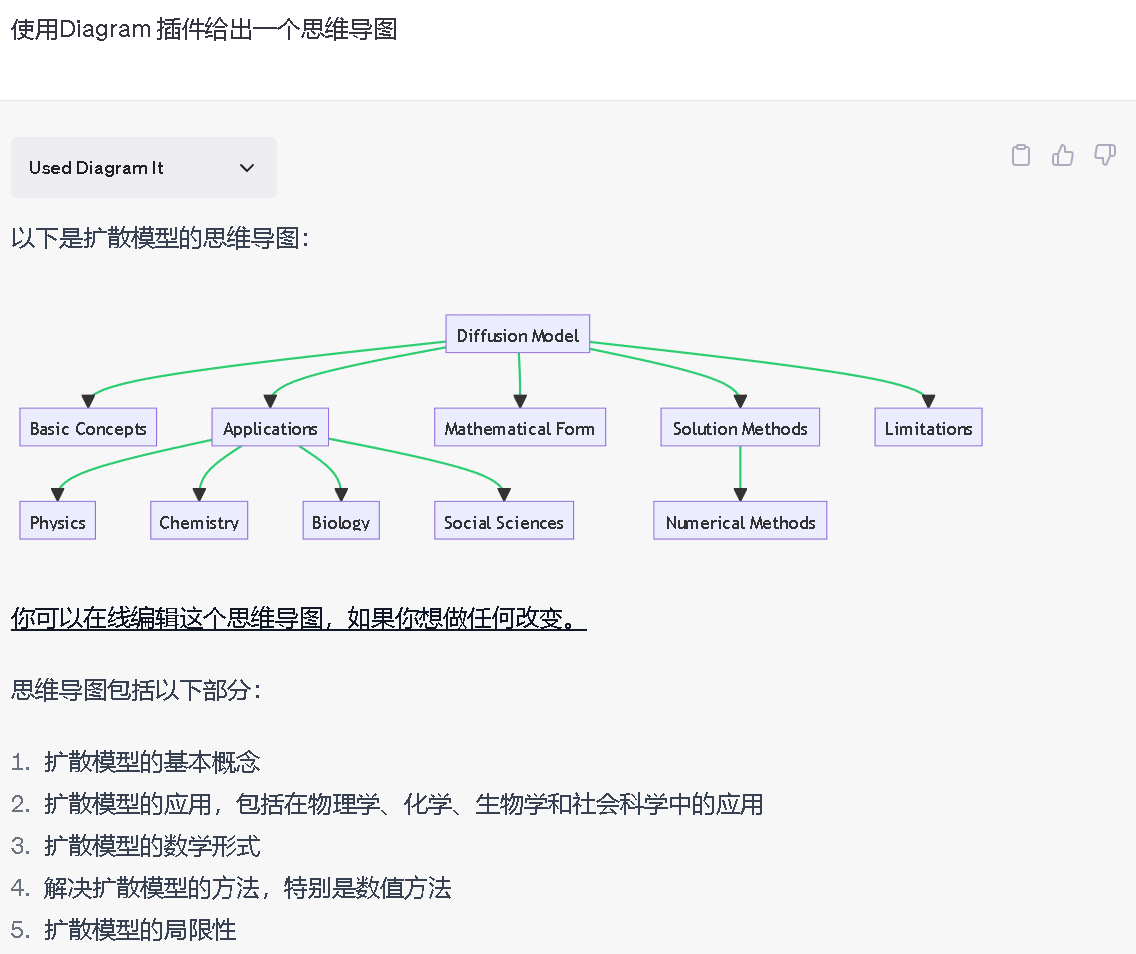 使用Diagram 插件给出一个思维导图
Used Diagram It
以下是扩散模型的思维导图：
Diffusion Model
Basic Concepts
Applications
Mathematical Form
Solution Methods
Limitations
Physics
Chemistry
Biology
Social Sciences
Numerical Methods
你可以在线编辑这个思维导图，如果你想做任何改变。
思维导图包括以下部分：
1. 扩散模型的基本概念
2. 扩散模型的应用，包括在物理学、化学、生物学和社会科学中的应用
3. 扩散模型的数学形式
4. 解决扩散模型的方法，特别是数值方法
5. 扩散模型的局限性